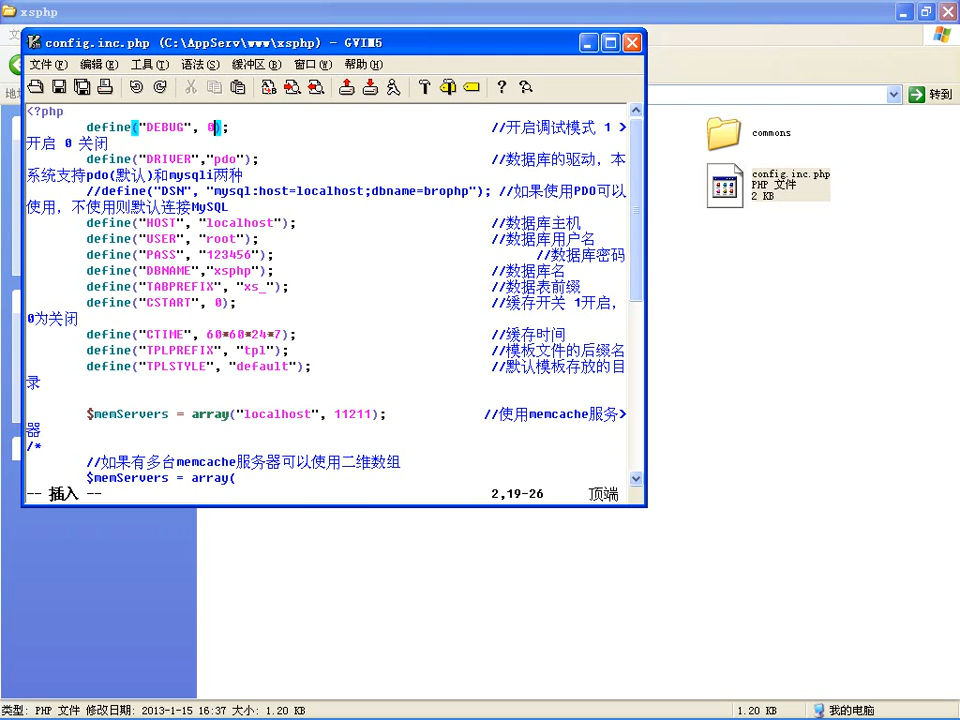 xsphp
config.inc.php (C:\AppServ\www\xsphp) - GVIM5
文件(F) 编辑(E) 工具(T) 语法(S) 缓冲区(B) 窗口(W) 帮助(H)
转到
<?php
define("DEBUG", 0); //开启调试模式 1 >
开启 0 关闭
define("DRIVER","pdo"); //数据库的驱动，本
系统支持pdo(默认)和mysqli两种
//define("DSN", "mysql:host=localhost;dbname=brophp"); //如果使用PDO可以
使用，不使用则默认连接MySQL
define("HOST", "localhost"); //数据库主机
define("USER", "root"); //数据库用户名
define("PASS", "123456"); //数据库密码
define("DBNAME","xsphp"); //数据库名
define("TABPREFIX", "xs_"); //数据表前缀
define("CSTART", 0); //缓存开关 1开启，
0为关闭
define("CTIME", 60*60*24*7); //缓存时间
define("TPLPREFIX", "tpl"); //模板文件的后缀名
define("TPLSTYLE", "default"); //默认模板存放的目
录
$memServers = array("localhost", 11211); //使用memcache服务>
器
/*
//如果有多台memcache服务器可以使用二维数组
$memServers = array(
-- 插入 -- 2,19-26 顶端
commons
config.inc.php
PHP 文件
2 KB
类型: PHP 文件 修改日期: 2013-1-15 16:37 大小: 1.20 KB 1.20 KB 我的电脑